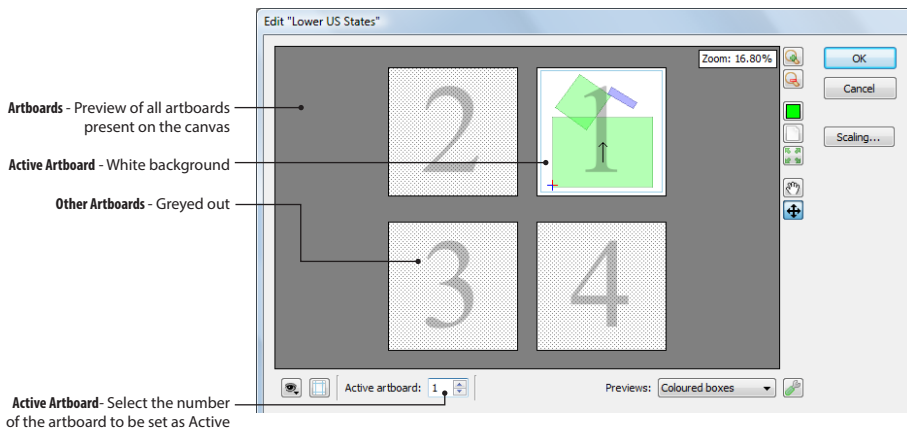 Edit "Lower US States"
Zoom: 16.80%
OK
Cancel
Scaling...
2
1
3
4
Artboards - Preview of all artboards
present on the canvas
Active Artboard - White background
Other Artboards - Greyed out
Active artboard: 1
Previews: Coloured boxes
Active Artboard- Select the number
of the artboard to be set as Active